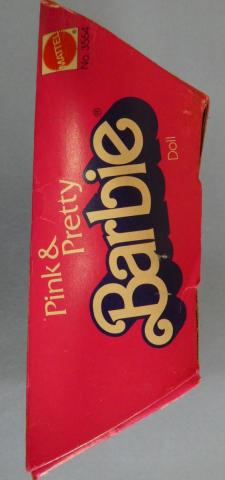 MATTEL
No. 3554
Pink &
Pretty
Barbie®
Doll